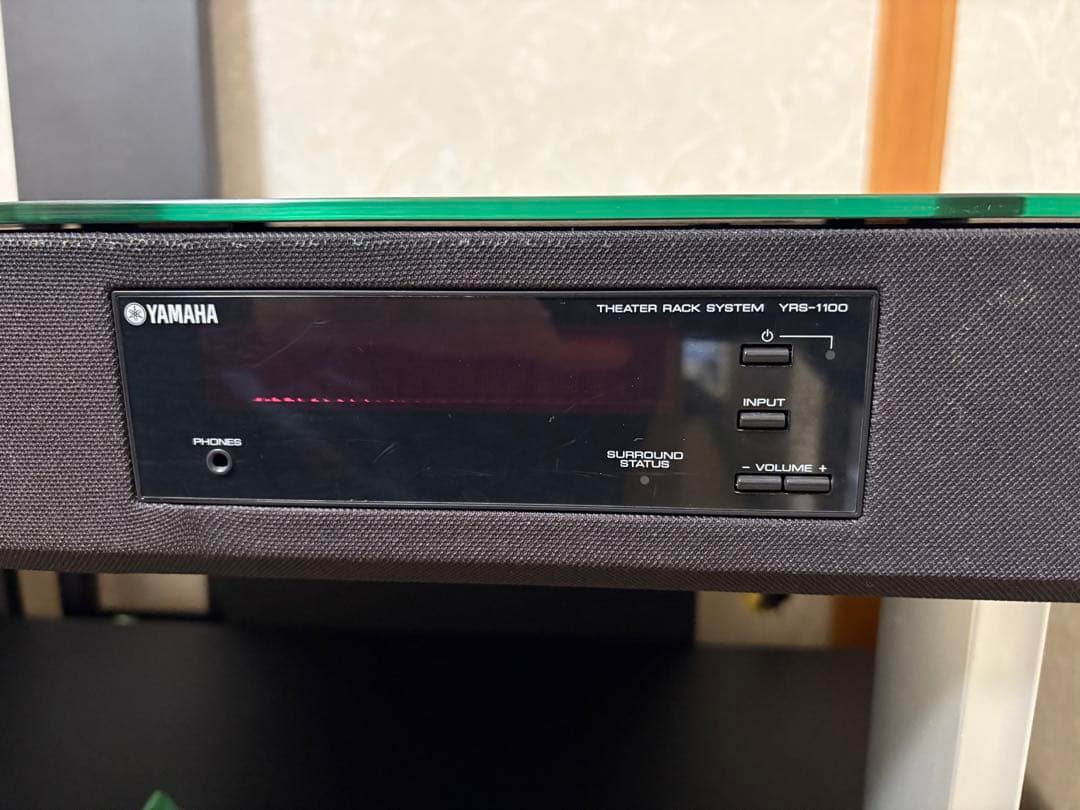 YAMAHA
THEATER RACK SYSTEM YRS-1100
INPUT
PHONES
SURROUND
STATUS
- VOLUME +